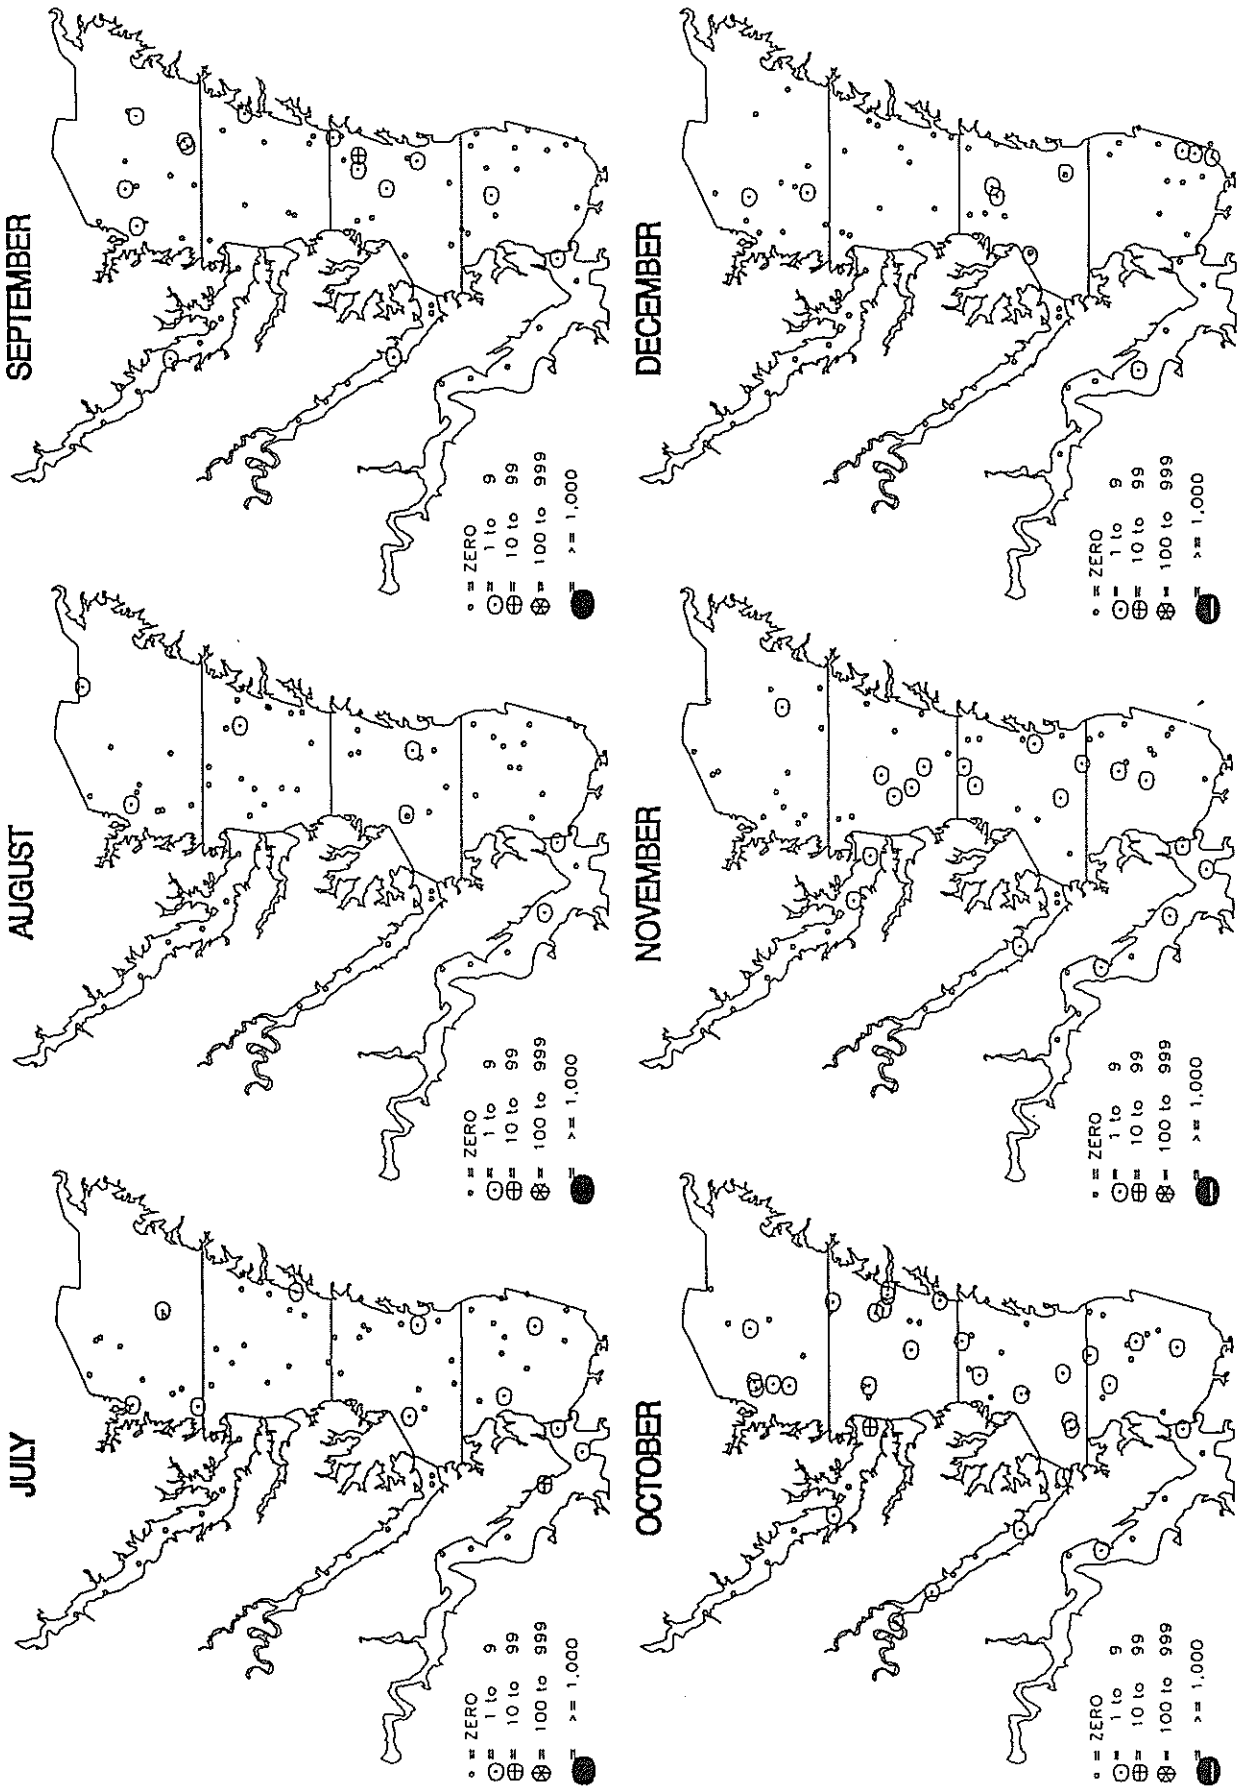 JULY
° = ZERO
⊙ = 1 to 9
⊕ = 10 to 99
⊛ = 100 to 999
● = > = 1,000
AUGUST
° = ZERO
⊙ = 1 to 9
⊕ = 10 to 99
⊛ = 100 to 999
● = > = 1,000
SEPTEMBER
° = ZERO
⊙ = 1 to 9
⊕ = 10 to 99
⊛ = 100 to 999
● = > = 1,000
OCTOBER
° = ZERO
⊙ = 1 to 9
⊕ = 10 to 99
⊛ = 100 to 999
● = > = 1,000
NOVEMBER
° = ZERO
⊙ = 1 to 9
⊕ = 10 to 99
⊛ = 100 to 999
● = > = 1,000
DECEMBER
° = ZERO
⊙ = 1 to 9
⊕ = 10 to 99
⊛ = 100 to 999
● = > = 1,000